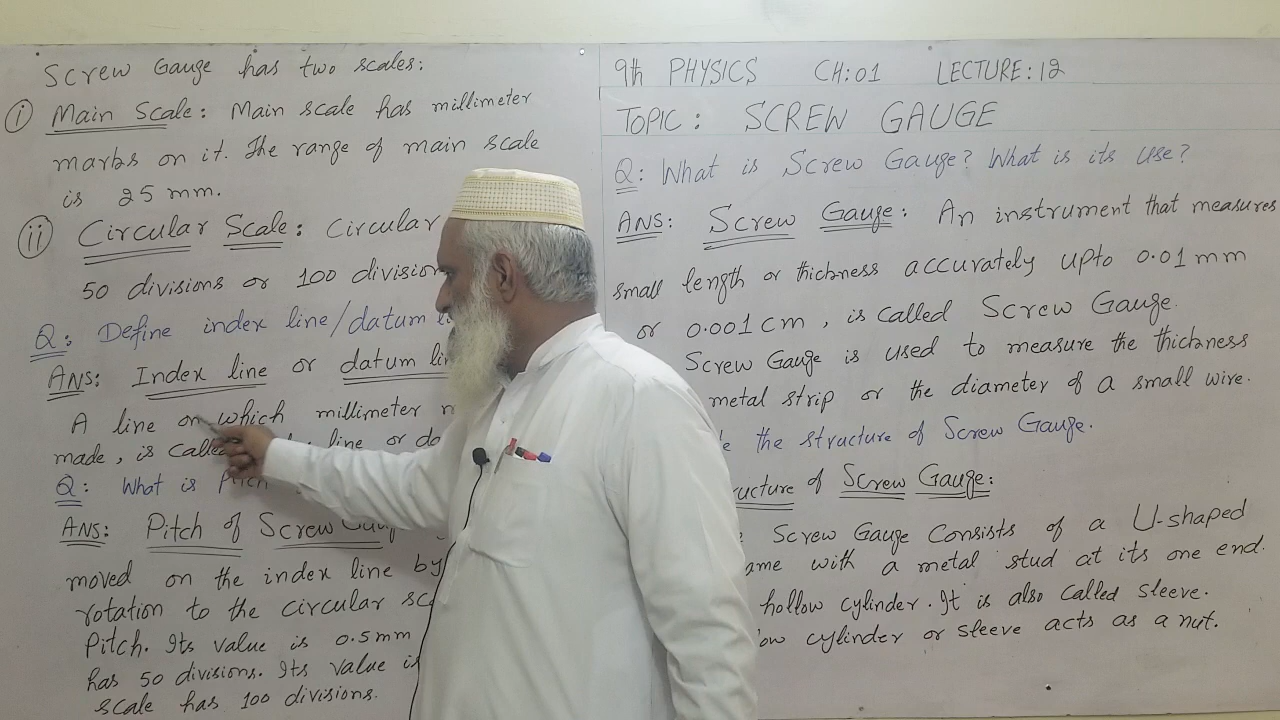 Screw Gauge has two scales:
(i) Main Scale: Main scale has millimeter
marks on it. The range of main scale
is 25 mm.
(ii) Circular Scale: Circular
50 divisions or 100 division
Q: Define index line/datum
ANS: Index line or datum
A line on which millimeter
made, is called line or
Q: What is Pitch
ANS: Pitch of Screw
moved on the index line by
rotation to the circular
Pitch. Its value is 0.5mm
has 50 divisions. Its value is
scale has 100 divisions.
9th PHYSICS CH:01 LECTURE:12
TOPIC: SCREW GAUGE
Q: What is Screw Gauge? What is its use?
ANS: Screw Gauge: An instrument that measures
small length or thickness accurately upto 0.01mm
or 0.001cm, is called Screw Gauge.
Screw Gauge is used to measure the thickness
metal strip or the diameter of a small wire.
the structure of Screw Gauge.
of Screw Gauge:
Screw Gauge Consists of a U-shaped
with a metal stud at its one end.
hollow cylinder. It is also called sleeve.
cylinder or sleeve acts as a nut.